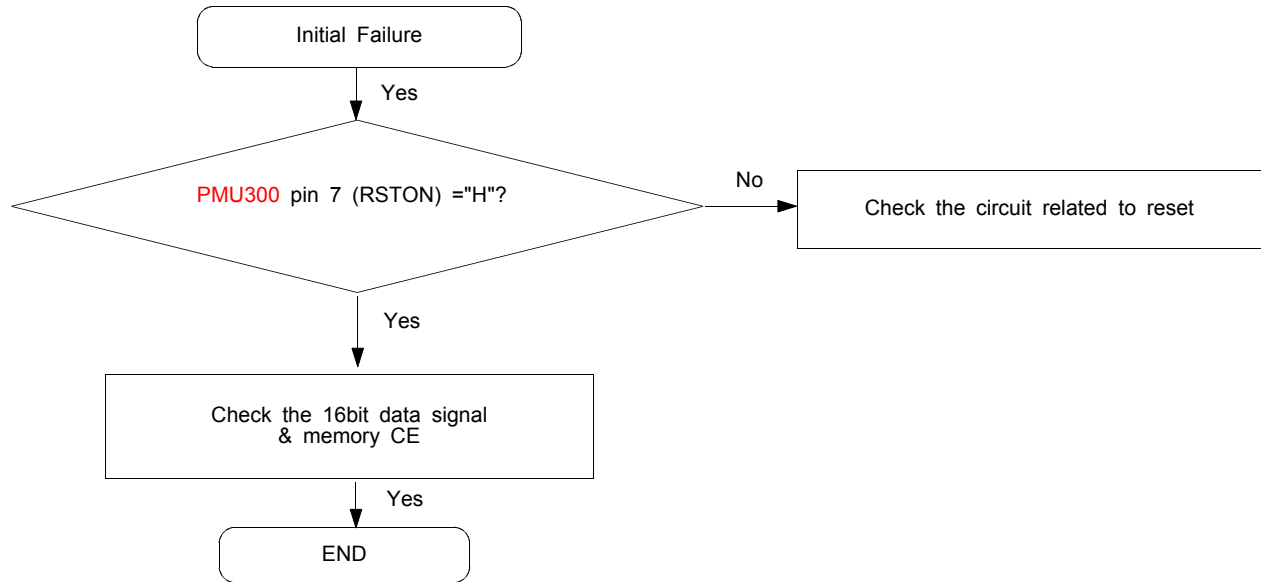 Initial Failure
Yes
PMU300 pin 7 (RSTON) ="H"?
No
Check the circuit related to reset
Yes
Check the 16bit data signal
& memory CE
Yes
END